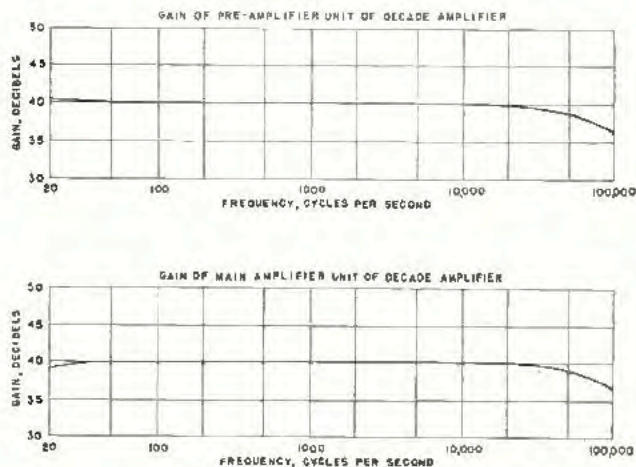 GAIN OF PRE-AMPLIFIER UNIT OF DECADE AMPLIFIER
50
45
40
35
30
GAIN, DECIBELS
20 100 1000 10,000 100,000
FREQUENCY, CYCLES PER SECOND
GAIN OF MAIN AMPLIFIER UNIT OF DECADE AMPLIFIER
50
45
40
35
30
GAIN, DECIBELS
20 100 1000 10,000 100,000
FREQUENCY, CYCLES PER SECOND